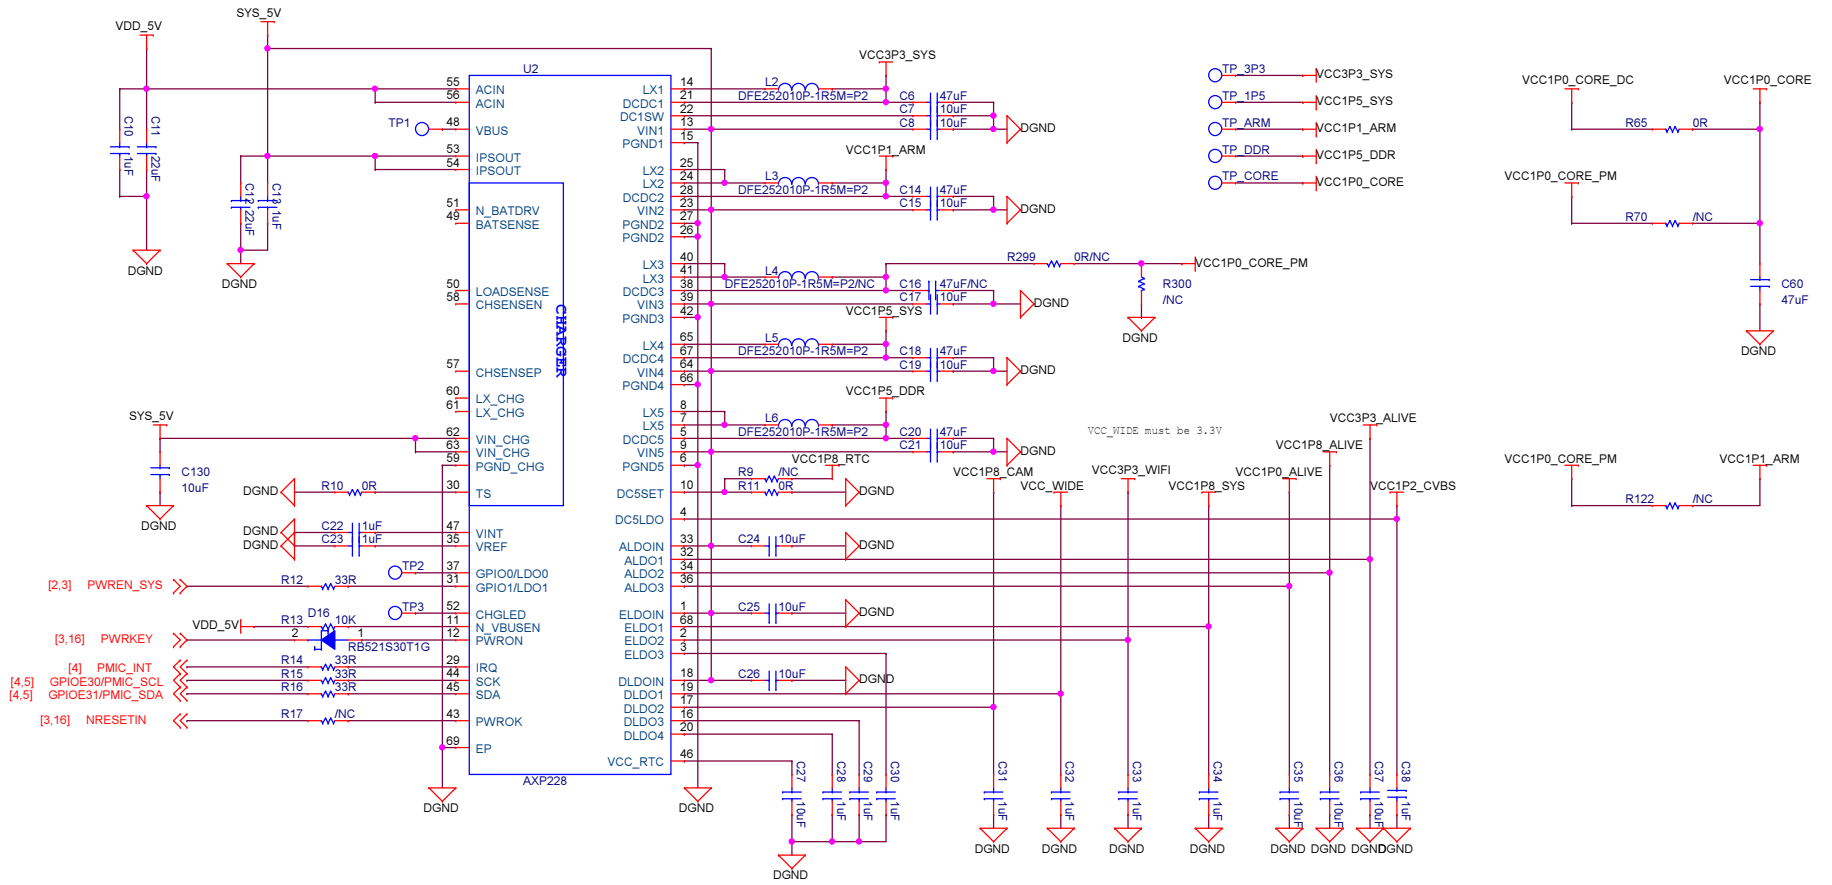 SYS_5V
VDD_5V
C10
1uF
C11
22uF
DGND
C12
22uF
C13
1uF
DGND
TP1
U2
55 ACIN
56 ACIN
48 VBUS
53 IPSOUT
54 IPSOUT
51 N_BATDRV
49 BATSENSE
50 LOADSENSE
58 CHSENSEN
CHARGER
57 CHSENSEP
60 LX_CHG
61 LX_CHG
62 VIN_CHG
63 VIN_CHG
59 PGND_CHG
30 TS
47 VINT
35 VREF
37 GPIO0/LDO0
31 GPIO1/LDO1
52 CHGLED
11 N_VBUSEN
12 PWRON
29 IRQ
44 SCK
45 SDA
43 PWROK
69 EP
AXP228
SYS_5V
C130
10uF
DGND
DGND R10 0R
DGND C22 1uF
DGND C23 1uF
TP2
[2,3] PWREN_SYS R12 33R
TP3
D16
VDD_5V R13 10K
[3,16] PWRKEY 2 1
RB521S30T1G
[4] PMIC_INT R14 33R
[4,5] GPIOE30/PMIC_SCL R15 33R
[4,5] GPIOE31/PMIC_SDA R16 33R
[3,16] NRESETIN R17 /NC
DGND
LX1 14
DCDC1 21
DC1SW 22
VIN1 13
PGND1 15
LX2 25
LX2 24
DCDC2 28
VIN2 23
PGND2 27
PGND2 26
LX3 40
LX3 41
DCDC3 38
VIN3 39
PGND3 42
LX4 65
DCDC4 67
VIN4 64
PGND4 66
LX5 8
LX5 7
DCDC5 5
VIN5 9
PGND5 6
DC5SET 10
DC5LDO 4
ALDOIN 33
ALDO1 32
ALDO2 34
ALDO3 36
ELDOIN 1
ELDO1 68
ELDO2 2
ELDO3 3
DLDOIN 18
DLDO1 19
DLDO2 17
DLDO3 16
DLDO4 20
VCC_RTC 46
DGND
VCC3P3_SYS
L2
DFE252010P-1R5M=P2
C6 47uF
C7 10uF
C8 10uF
DGND
VCC1P1_ARM
L3
DFE252010P-1R5M=P2
C14 47uF
C15 10uF
DGND
R299 0R/NC
VCC1P0_CORE_PM
R300
/NC
DGND
L4
DFE252010P-1R5M=P2/NC
C16 47uF/NC
C17 10uF
DGND
VCC1P5_SYS
L5
DFE252010P-1R5M=P2
C18 47uF
C19 10uF
DGND
VCC1P5_DDR
L6
DFE252010P-1R5M=P2
C20 47uF
C21 10uF
DGND
VCC1P8_RTC
R9 /NC
R11 0R
DGND
C24 10uF
DGND
C25 10uF
DGND
C26 10uF
DGND
VCC_WIDE must be 3.3V
VCC3P3_ALIVE
VCC1P8_ALIVE
VCC1P8_CAM
VCC_WIDE
VCC3P3_WIFI
VCC1P8_SYS
VCC1P0_ALIVE
VCC1P2_CVBS
C27
10uF
C28
1uF
C29
1uF
C30
1uF
DGND
C31
1uF
DGND
C32
1uF
DGND
C33
1uF
DGND
C34
1uF
DGND
C35
10uF
DGND
C36
10uF
DGND
C37
10uF
DGND
C38
1uF
DGND
TP_3P3 VCC3P3_SYS
TP_1P5 VCC1P5_SYS
TP_ARM VCC1P1_ARM
TP_DDR VCC1P5_DDR
TP_CORE VCC1P0_CORE
VCC1P0_CORE_DC
VCC1P0_CORE
R65 0R
VCC1P0_CORE_PM
R70 /NC
C60
47uF
DGND
VCC1P0_CORE_PM
VCC1P1_ARM
R122 /NC